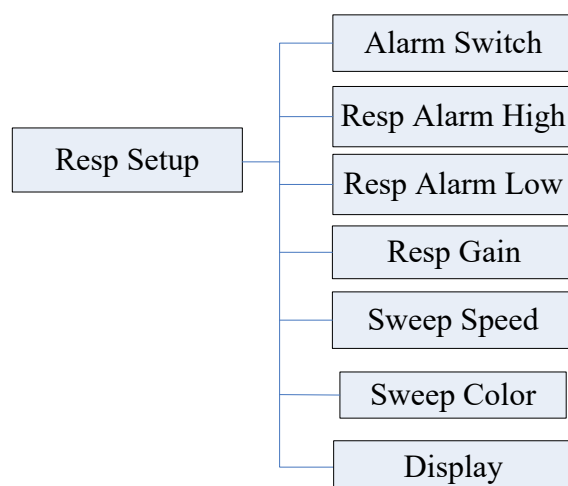 Alarm Switch
Resp Alarm High
Resp Setup
Resp Alarm Low
Resp Gain
Sweep Speed
Sweep Color
Display